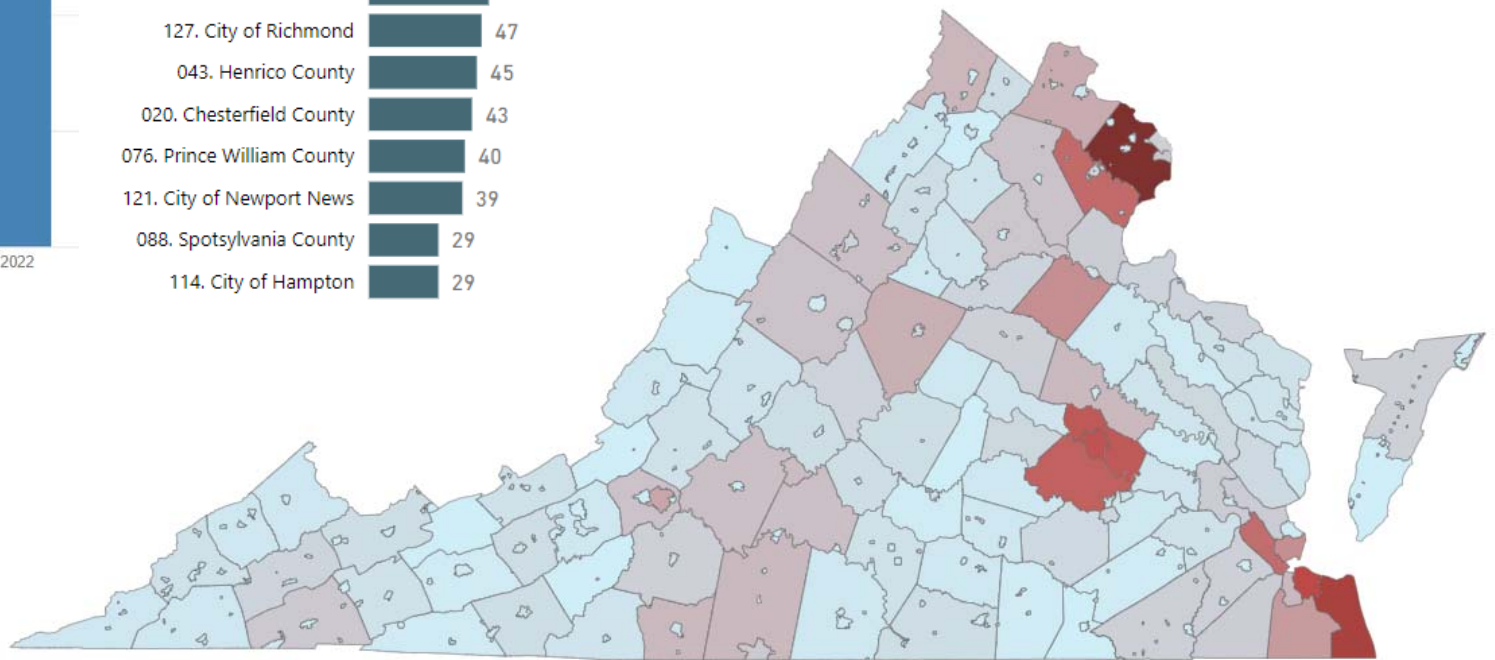 127. City of Richmond 47
043. Henrico County 45
020. Chesterfield County 43
076. Prince William County 40
121. City of Newport News 39
088. Spotsylvania County 29
2022
114. City of Hampton 29